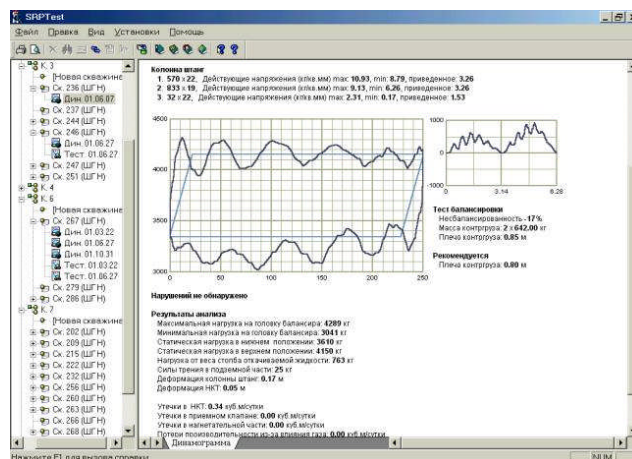 SRPTest
Файл Правка Вид Установки Помощь
К. 3
[Новая скважине
Ск. 236 (ШГН)
Дин. 01.06.07
Ск. 237 (ШГН)
Ск. 244 (ШГН)
Ск. 246 (ШГН)
Дин. 01.06.27
Тест. 01.06.27
Ск. 247 (ШГН)
Ск. 251 (ШГН)
К. 4
К. 6
[Новая скважине
Ск. 267 (ШГН)
Дин. 01.03.22
Дин. 01.06.27
Дин. 01.10.31
Тест. 01.03.22
Тест. 01.06.27
Ск. 279 (ШГН)
Ск. 286 (ШГН)
К. 7
[Новая скважине
Ск. 202 (ШГН)
Ск. 209 (ШГН)
Ск. 215 (ШГН)
Ск. 222 (ШГН)
Ск. 232 (ШГН)
Ск. 256 (ШГН)
Ск. 260 (ШГН)
Ск. 263 (ШГН)
Ск. 266 (ШГН)
Ск. 268 (ШГН)
Колонна штанг
1. 570 x 22, Действующие напряжения (кг/кв.мм) max: 10.93, min: 8.79, приведенное: 3.26
2. 833 x 19, Действующие напряжения (кг/кв.мм) max: 9.13, min: 6.26, приведенное: 3.26
3. 32 x 22, Действующие напряжения (кг/кв.мм) max: 2.31, min: 0.17, приведенное: 1.53
4500
4000
3500
3000
0 50 100 150 200 250
1000
0
-1000
0 3.14 6.28
Тест балансировки
Несбалансированность -17%
Масса контргруза: 2 x 642.00 кг
Плечо контргруза: 0.85 м
Рекомендуется
Плечо контргруза: 0.80 м
Нарушений не обнаружено
Результаты анализа
Максимальная нагрузка на головку балансира: 4289 кг
Минимальная нагрузка на головку балансира: 3041 кг
Статическая нагрузка в нижнем положении: 3610 кг
Статическая нагрузка в верхнем положении: 4150 кг
Нагрузка от веса столба откачиваемой жидкости: 763 кг
Силы трения в подземной части: 25 кг
Деформация колонны штанг: 0.17 м
Деформация НКТ: 0.05 м
Утечки в НКТ: 0.34 куб.м/сутки
Утечки в приемном клапане: 0.00 куб.м/сутки
Утечки в нагнетательной части: 0.00 куб.м/сутки
Потери производительности из-за влияния газа: 0.00 куб.м/сутки
Динамограмма
Нажмите F1 для вызова справки
NUM